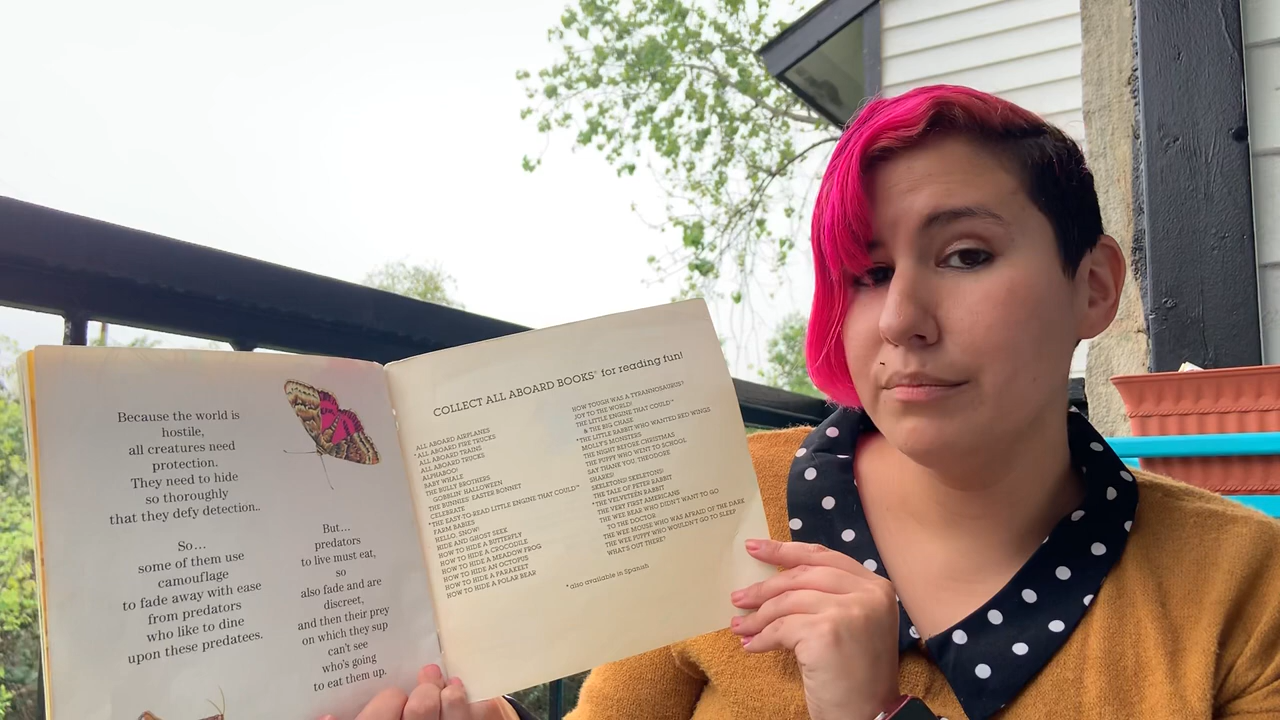 Because the world is
hostile,
all creatures need
protection.
They need to hide
so thoroughly
that they defy detection.
So...
some of them use
camouflage
to fade away with ease
from predators
who like to dine
upon these predatees.
But...
predators
to live must eat,
so
also fade and are
discreet,
and then their prey
on which they sup
can't see
who's going
to eat them up.
COLLECT ALL ABOARD BOOKS™ for reading fun!
ALL ABOARD AIRPLANES
*ALL ABOARD FIRE TRUCKS
ALL ABOARD TRAINS
ALL ABOARD TRUCKS
ALPHABOO!
BABY WHALE
THE BULLY BROTHERS
GOBBLIN' HALLOWEEN
THE BUNNIES' EASTER BONNET
CELEBRATE
*THE EASY TO READ LITTLE ENGINE THAT COULD™
FARM BABIES
HELLO, SNOW!
HIDE AND GHOST SEEK
HOW TO HIDE A BUTTERFLY
HOW TO HIDE A CROCODILE
HOW TO HIDE A MEADOW FROG
HOW TO HIDE AN OCTOPUS
HOW TO HIDE A PARAKEET
HOW TO HIDE A POLAR BEAR
HOW TOUGH WAS A TYRANNOSAURUS?
JOY TO THE WORLD!
THE LITTLE ENGINE THAT COULD™
& THE BIG CHASE
*THE LITTLE RABBIT WHO WANTED RED WINGS
MOLLY'S MONSTERS
THE NIGHT BEFORE CHRISTMAS
THE PUPPY WHO WENT TO SCHOOL
SAY THANK YOU, THEODORE
SHARKS!
SKELETONS! SKELETONS!
THE TALE OF PETER RABBIT
*THE VELVETEEN RABBIT
THE VERY FIRST AMERICANS
THE WEE BEAR WHO DIDN'T WANT TO GO
TO THE DOCTOR
THE WEE MOUSE WHO WAS AFRAID OF THE DARK
THE WEE PUPPY WHO WOULDN'T GO TO SLEEP
WHAT'S OUT THERE?
*also available in Spanish